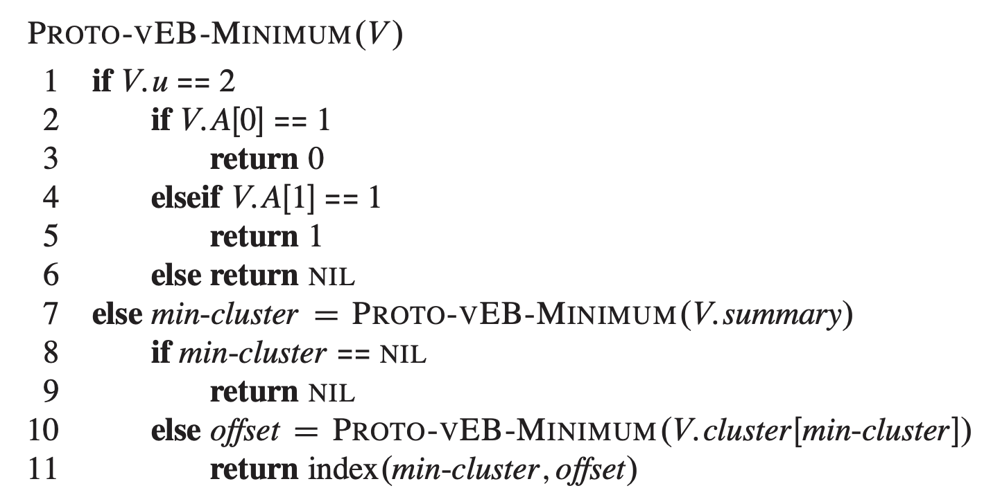 PROTO-VEB-MINIMUM(V)
1 if V.u == 2
2 if V.A[0] == 1
3 return 0
4 elseif V.A[1] == 1
5 return 1
6 else return NIL
7 else min-cluster = PROTO-VEB-MINIMUM(V.summary)
8 if min-cluster == NIL
9 return NIL
10 else offset = PROTO-VEB-MINIMUM(V.cluster[min-cluster])
11 return index(min-cluster, offset)